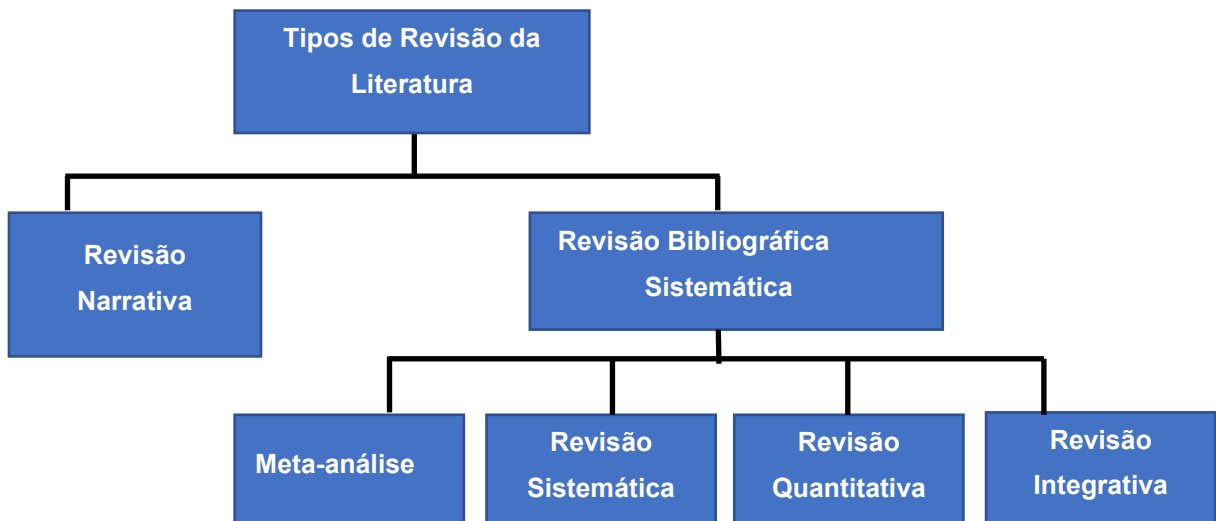 Tipos de Revisão da
Literatura
Revisão
Narrativa
Revisão Bibliográfica
Sistemática
Meta-análise
Revisão
Sistemática
Revisão
Quantitativa
Revisão
Integrativa